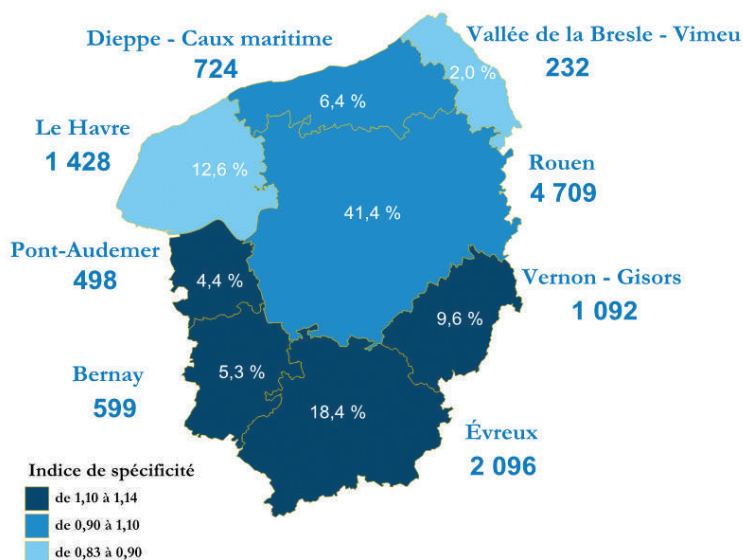 Dieppe - Caux maritime
724
Vallée de la Bresle - Vimeu
232
2,0 %
6,4 %
Le Havre
1 428
12,6 %
Rouen
4 709
41,4 %
Pont-Audemer
498
4,4 %
Vernon - Gisors
1 092
9,6 %
Bernay
599
5,3 %
18,4 %
Évreux
2 096
Indice de spécificité
de 1,10 à 1,14
de 0,90 à 1,10
de 0,83 à 0,90